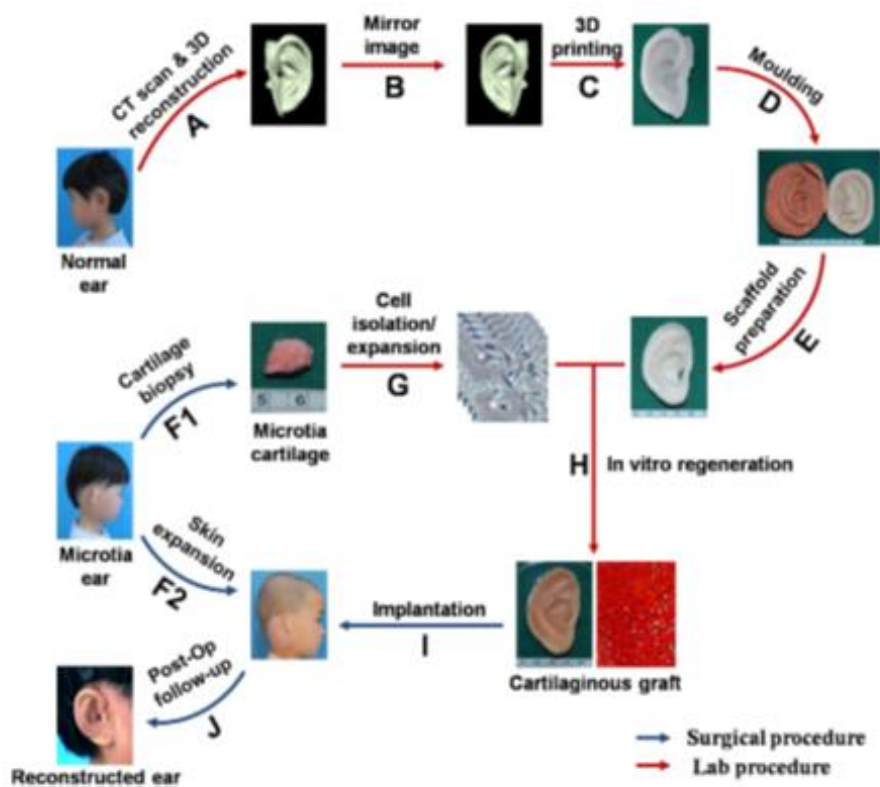 CT scan & 3D
reconstruction
A
Mirror
image
B
3D
printing
C
Moulding
D
Normal
ear
Scaffold
preparation
E
Cartilage
biopsy
F1
5 6
Microtia
cartilage
Cell
isolation/
expansion
G
H
In vitro regeneration
Microtia
ear
Skin
expansion
F2
Implantation
I
Cartilaginous graft
Post-Op
follow-up
J
Reconstructed ear
Surgical procedure
Lab procedure